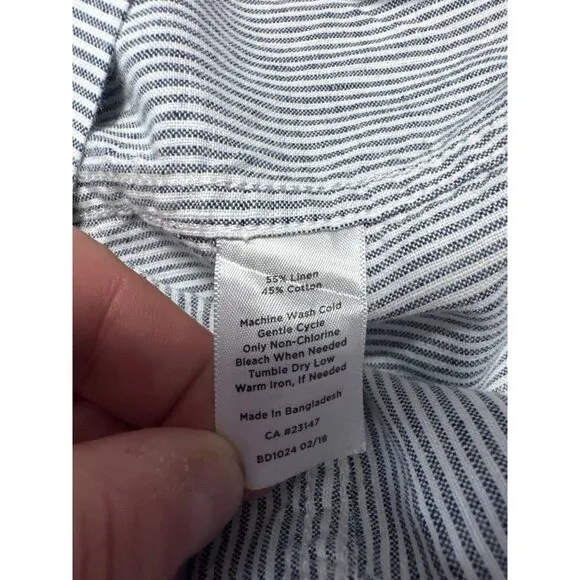 55% Linen
45% Cotton
Machine Wash Cold
Gentle Cycle
Only Non-Chlorine
Bleach When Needed
Tumble Dry Low
Warm Iron, If Needed
Made In Bangladesh
CA #23147
BD1024 02/18